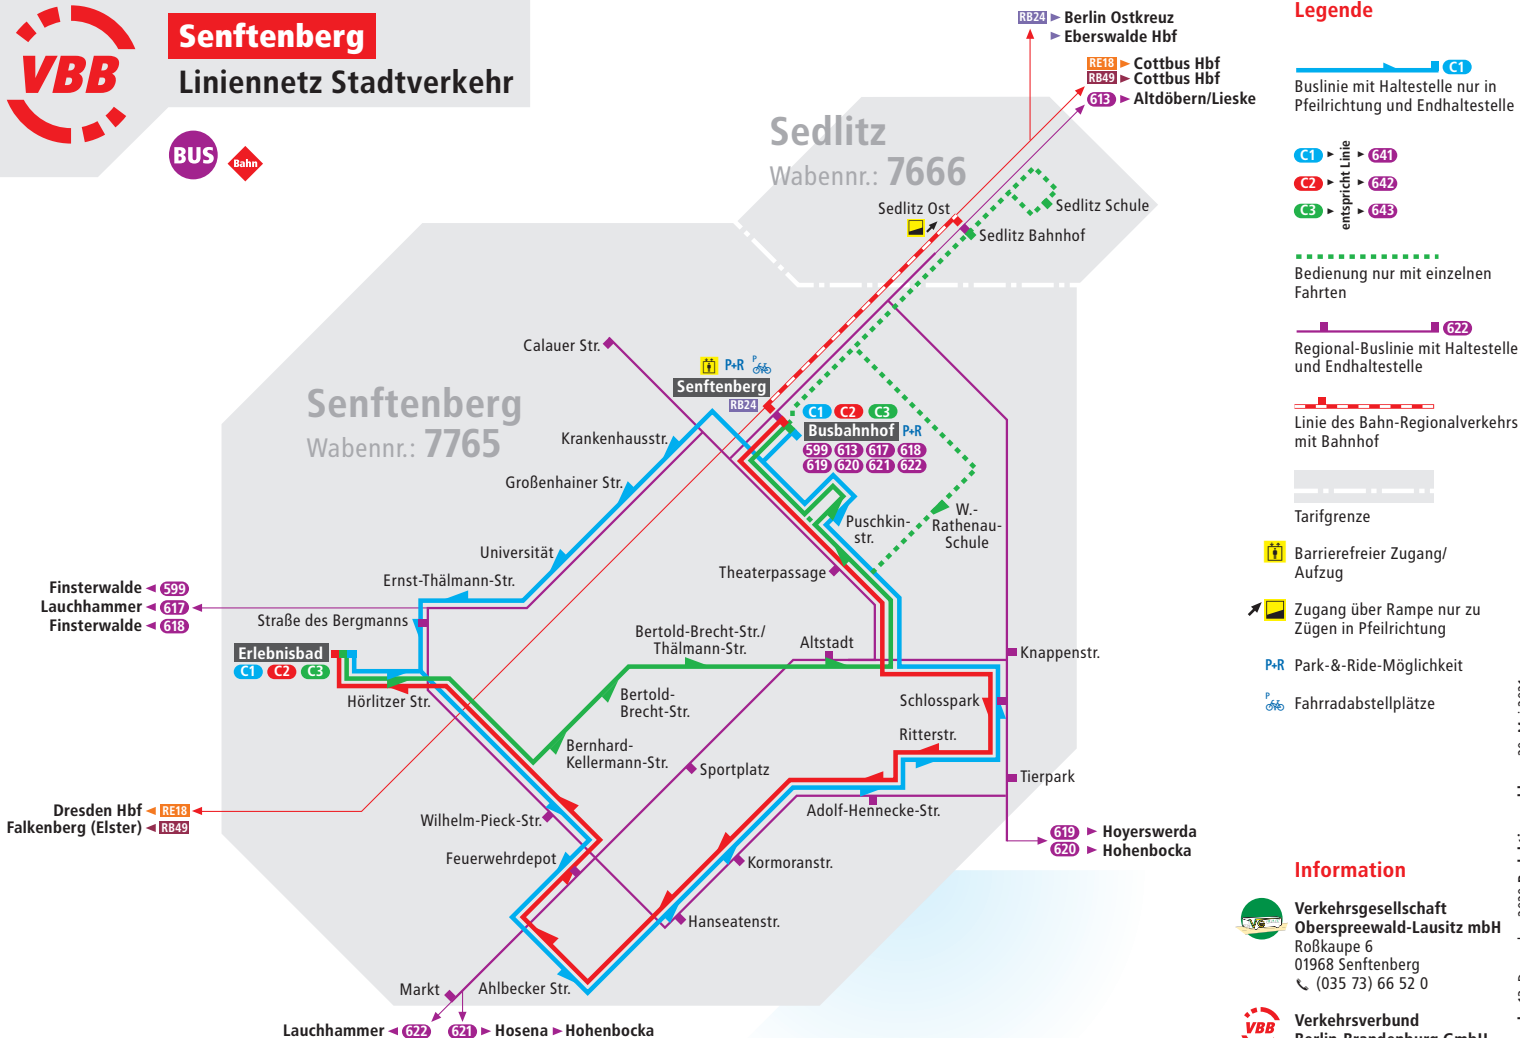 VBB
Senftenberg
Liniennetz Stadtverkehr
BUS
Bahn
RB24 ► Berlin Ostkreuz
► Eberswalde Hbf
RE18 ► Cottbus Hbf
RB49 ► Cottbus Hbf
613 ► Altdöbern/Lieske
Sedlitz
Wabennr.: 7666
Sedlitz Ost
Sedlitz Schule
Sedlitz Bahnhof
Calauer Str.
P+R P
Senftenberg
RB24
Senftenberg
Wabennr.: 7765
C1 C2 C3
Busbahnhof P+R
599 613 617 618
619 620 621 622
Krankenhausstr.
Großenhainer Str.
Universität
Ernst-Thälmann-Str.
Straße des Bergmanns
Puschkin-
str.
W.-
Rathenau-
Schule
Theaterpassage
Finsterwalde ◄ 599
Lauchhammer ◄ 617
Finsterwalde ◄ 618
Erlebnisbad
C1 C2 C3
Hörlitzer Str.
Bertold-Brecht-Str./
Thälmann-Str.
Altstadt
Knappenstr.
Bertold-
Brecht-Str.
Schlosspark
Ritterstr.
Bernhard-
Kellermann-Str.
Sportplatz
Tierpark
Adolf-Hennecke-Str.
Wilhelm-Pieck-Str.
Dresden Hbf ◄ RE18
Falkenberg (Elster) ◄ RB49
Feuerwehrdepot
Kormoranstr.
619 ► Hoyerswerda
620 ► Hohenbocka
Hanseatenstr.
Markt
Ahlbecker Str.
Lauchhammer ◄ 622
621 ► Hosena ► Hohenbocka
Legende
C1
Buslinie mit Haltestelle nur in
Pfeilrichtung und Endhaltestelle
C1 ► ► 641
C2 ► ► 642
C3 ► ► 643
entspricht Linie
Bedienung nur mit einzelnen
Fahrten
622
Regional-Buslinie mit Haltestelle
und Endhaltestelle
Linie des Bahn-Regionalverkehrs
mit Bahnhof
Tarifgrenze
Barrierefreier Zugang/
Aufzug
Zugang über Rampe nur zu
Zügen in Pfeilrichtung
P+R Park-&-Ride-Möglichkeit
P Fahrradabstellplätze
Information
Verkehrsgesellschaft
Oberspreewald-Lausitz mbH
Roßkaupe 6
01968 Senftenberg
(035 73) 66 52 0
VBB
Verkehrsverbund
Berlin-Brandenburg GmbH